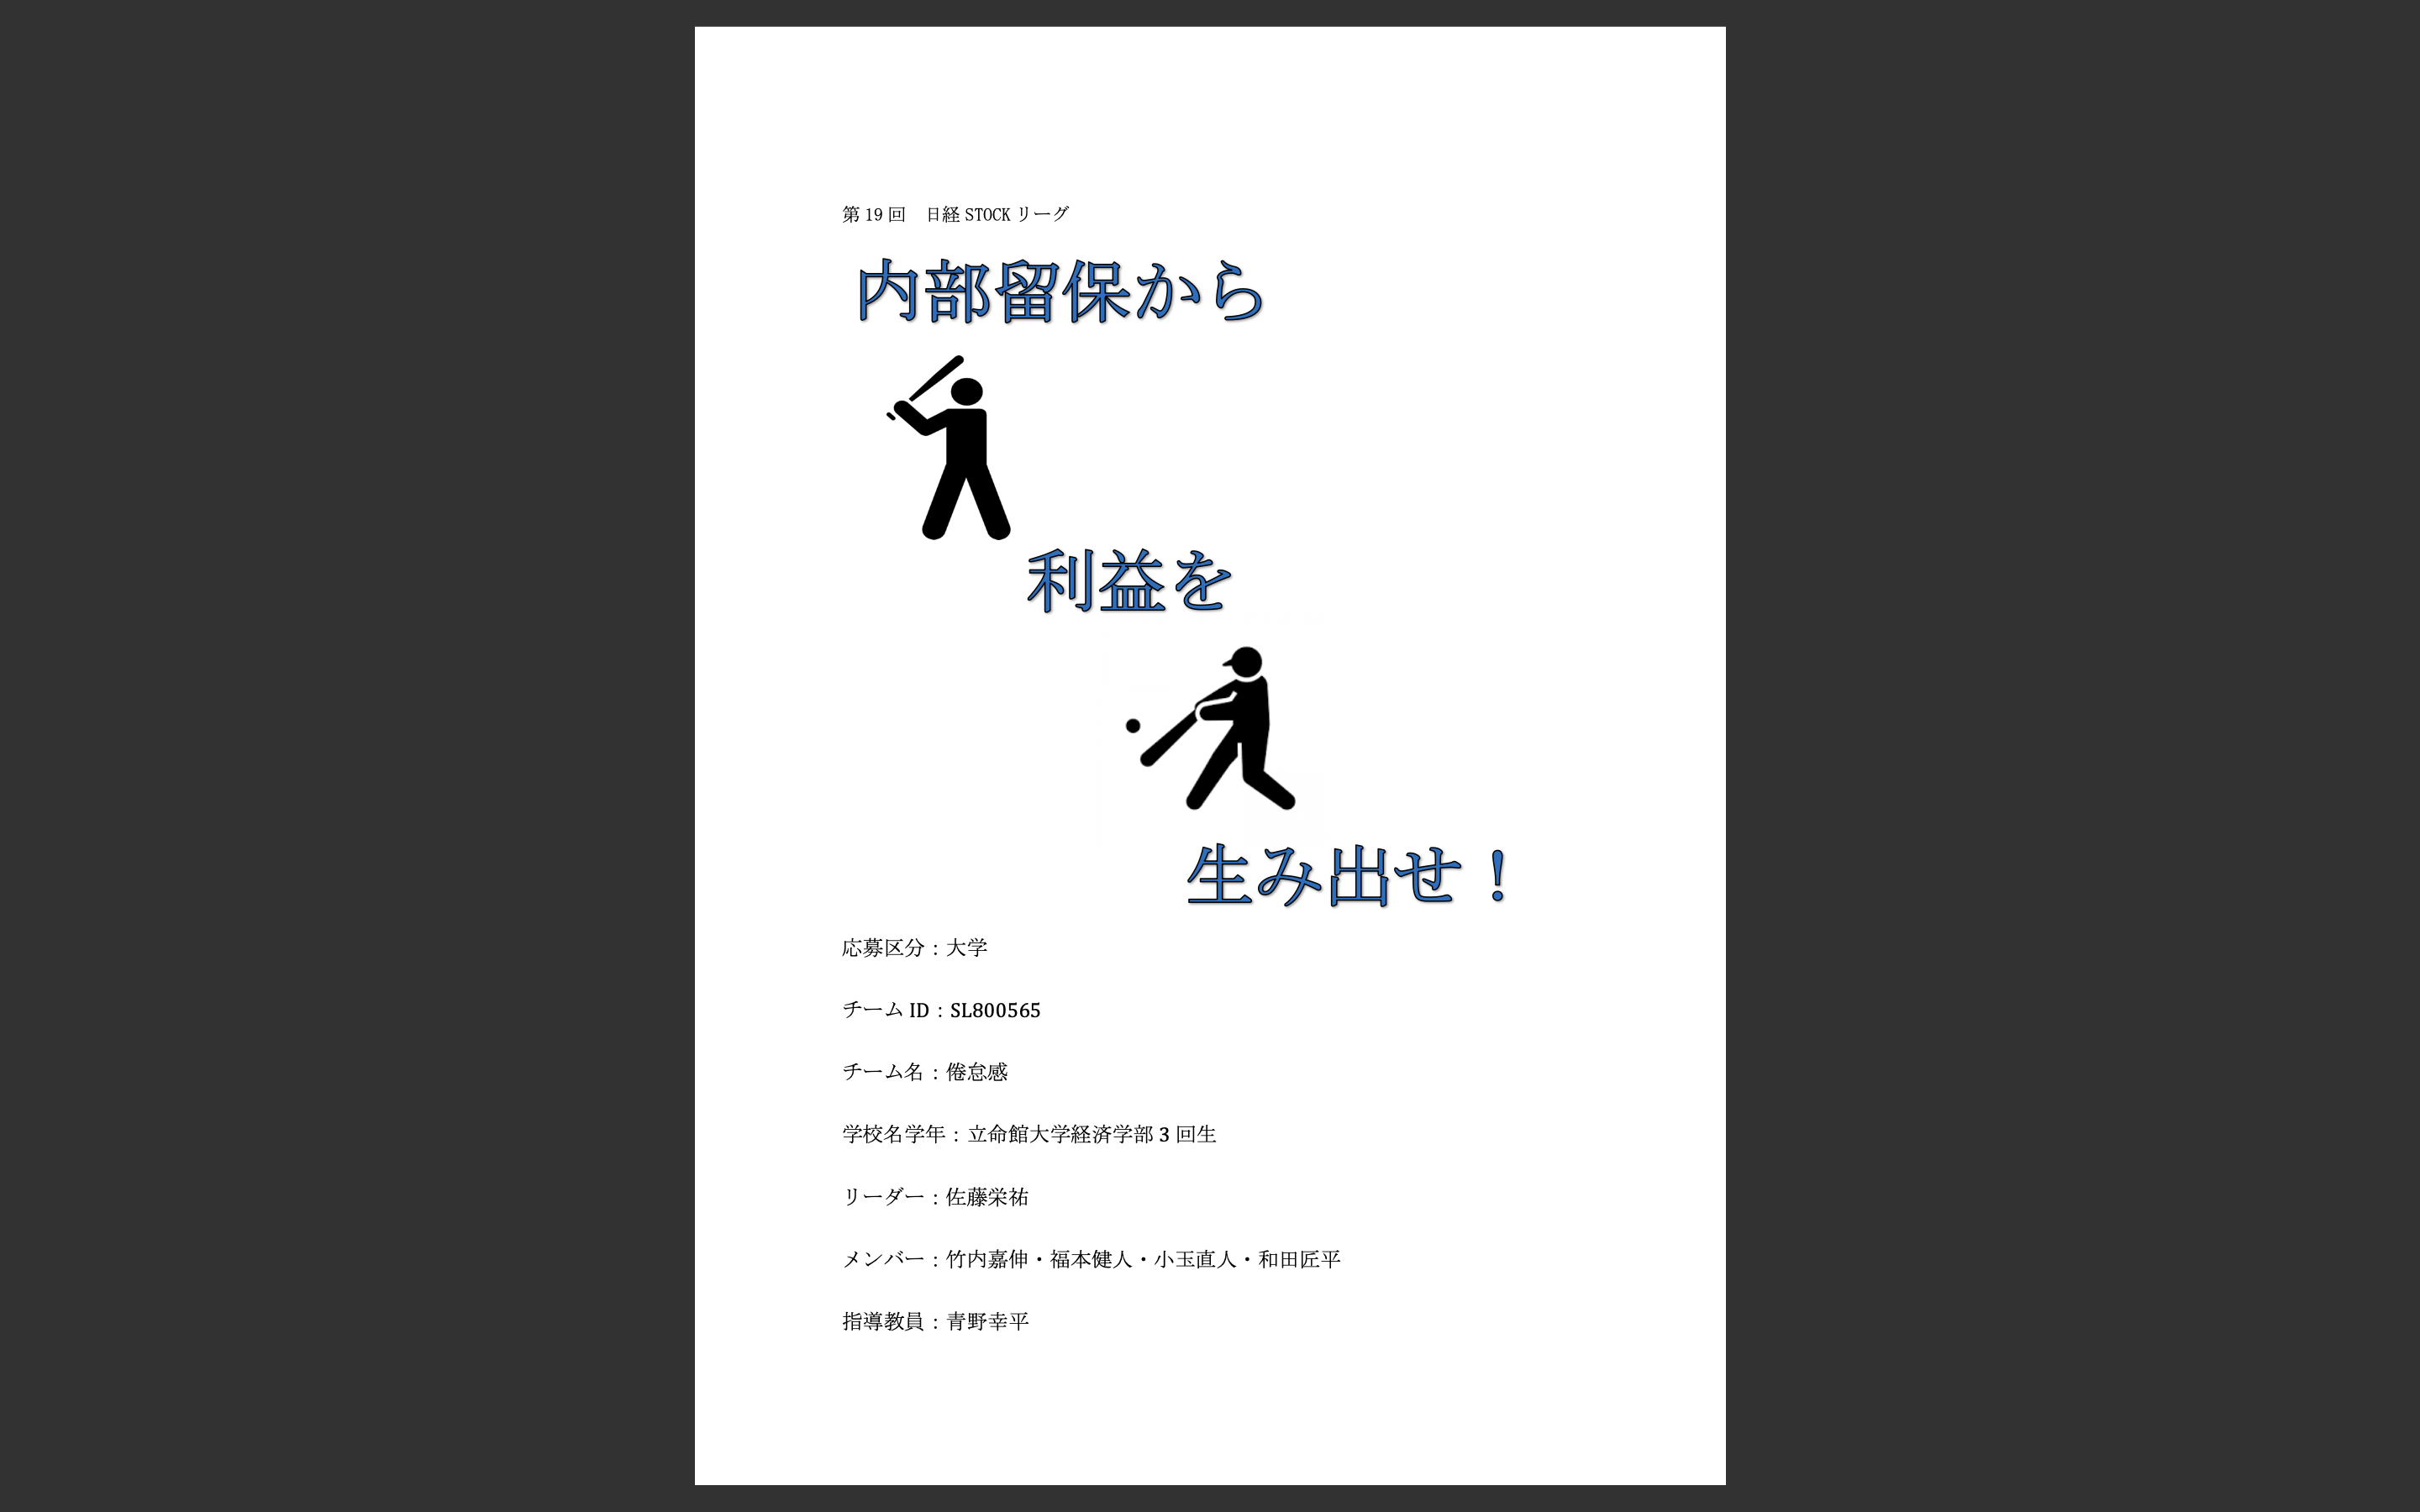 第19回　日経STOCKリーグ
内部留保から
利益を
生み出せ！
応募区分：大学
チームID：SL800565
チーム名：倦怠感
学校名学年：立命館大学経済学部3回生
リーダー：佐藤栄祐
メンバー：竹内嘉伸・福本健人・小玉直人・和田匠平
指導教員：青野幸平